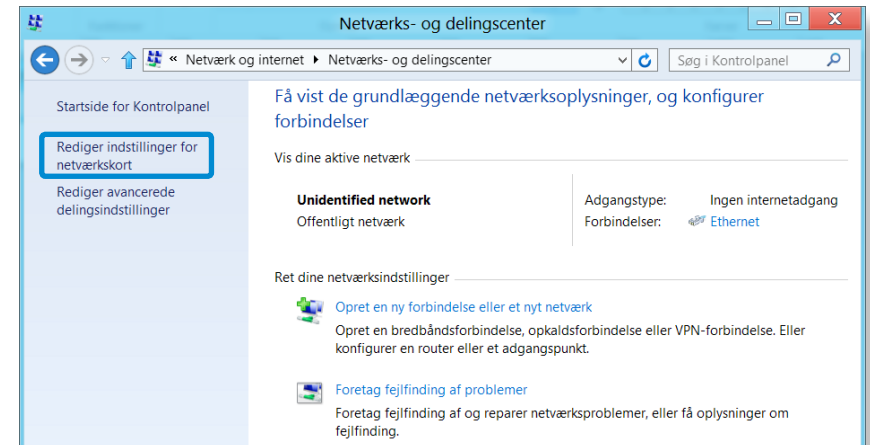 Netværks- og delingscenter
« Netværk og internet Netværks- og delingscenter
Søg i Kontrolpanel
Startside for Kontrolpanel
Rediger indstillinger for
netværkskort
Rediger avancerede
delingsindstillinger
Få vist de grundlæggende netværksoplysninger, og konfigurer
forbindelser
Vis dine aktive netværk
Unidentified network
Offentligt netværk
Adgangstype: Ingen internetadgang
Forbindelser: Ethernet
Ret dine netværksindstillinger
Opret en ny forbindelse eller et nyt netværk
Opret en bredbåndsforbindelse, opkaldsforbindelse eller VPN-forbindelse. Eller
konfigurer en router eller et adgangspunkt.
Foretag fejlfinding af problemer
Foretag fejlfinding af og reparer netværksproblemer, eller få oplysninger om
fejlfinding.